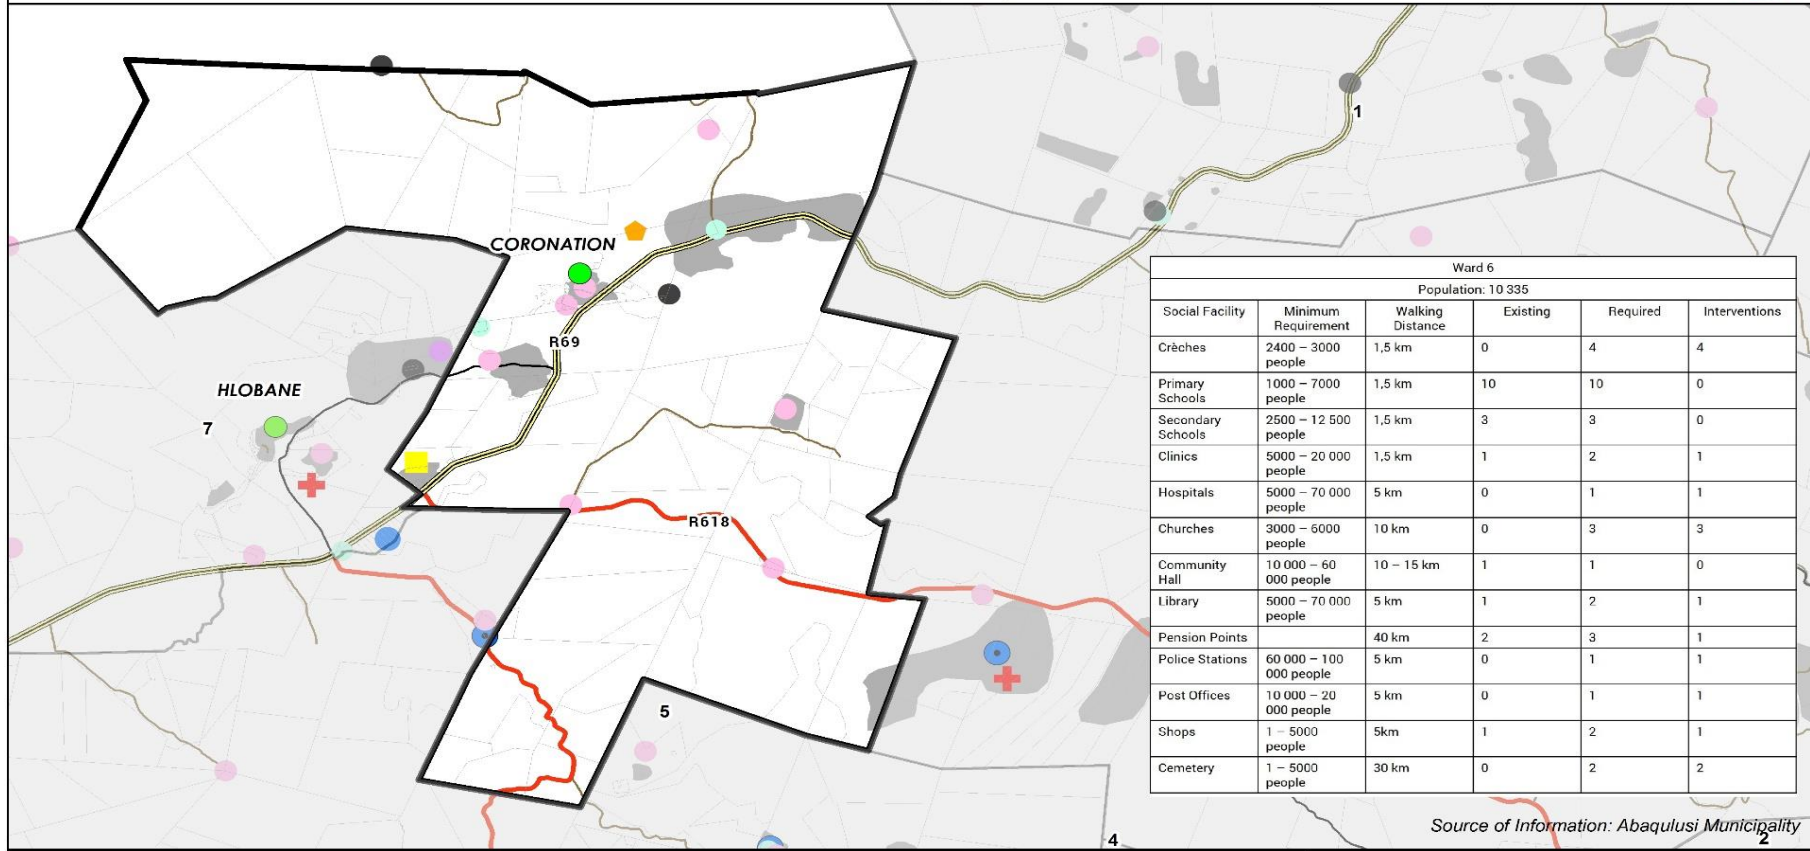 1
CORONATION
R69
HLOBANE
7
R618
5
4
2
Ward 6
Population: 10 335
Social Facility Minimum Requirement Walking Distance Existing Required Interventions
Crèches 2400 – 3000 people 1,5 km 0 4 4
Primary Schools 1000 – 7000 people 1,5 km 10 10 0
Secondary Schools 2500 – 12 500 people 1,5 km 3 3 0
Clinics 5000 – 20 000 people 1,5 km 1 2 1
Hospitals 5000 – 70 000 people 5 km 0 1 1
Churches 3000 – 6000 people 10 km 0 3 3
Community Hall 10 000 – 60 000 people 10 – 15 km 1 1 0
Library 5000 – 70 000 people 5 km 1 2 1
Pension Points 40 km 2 3 1
Police Stations 60 000 – 100 000 people 5 km 0 1 1
Post Offices 10 000 – 20 000 people 5 km 0 1 1
Shops 1 – 5000 people 5km 1 2 1
Cemetery 1 – 5000 people 30 km 0 2 2
Source of Information: Abaqulusi Municipality